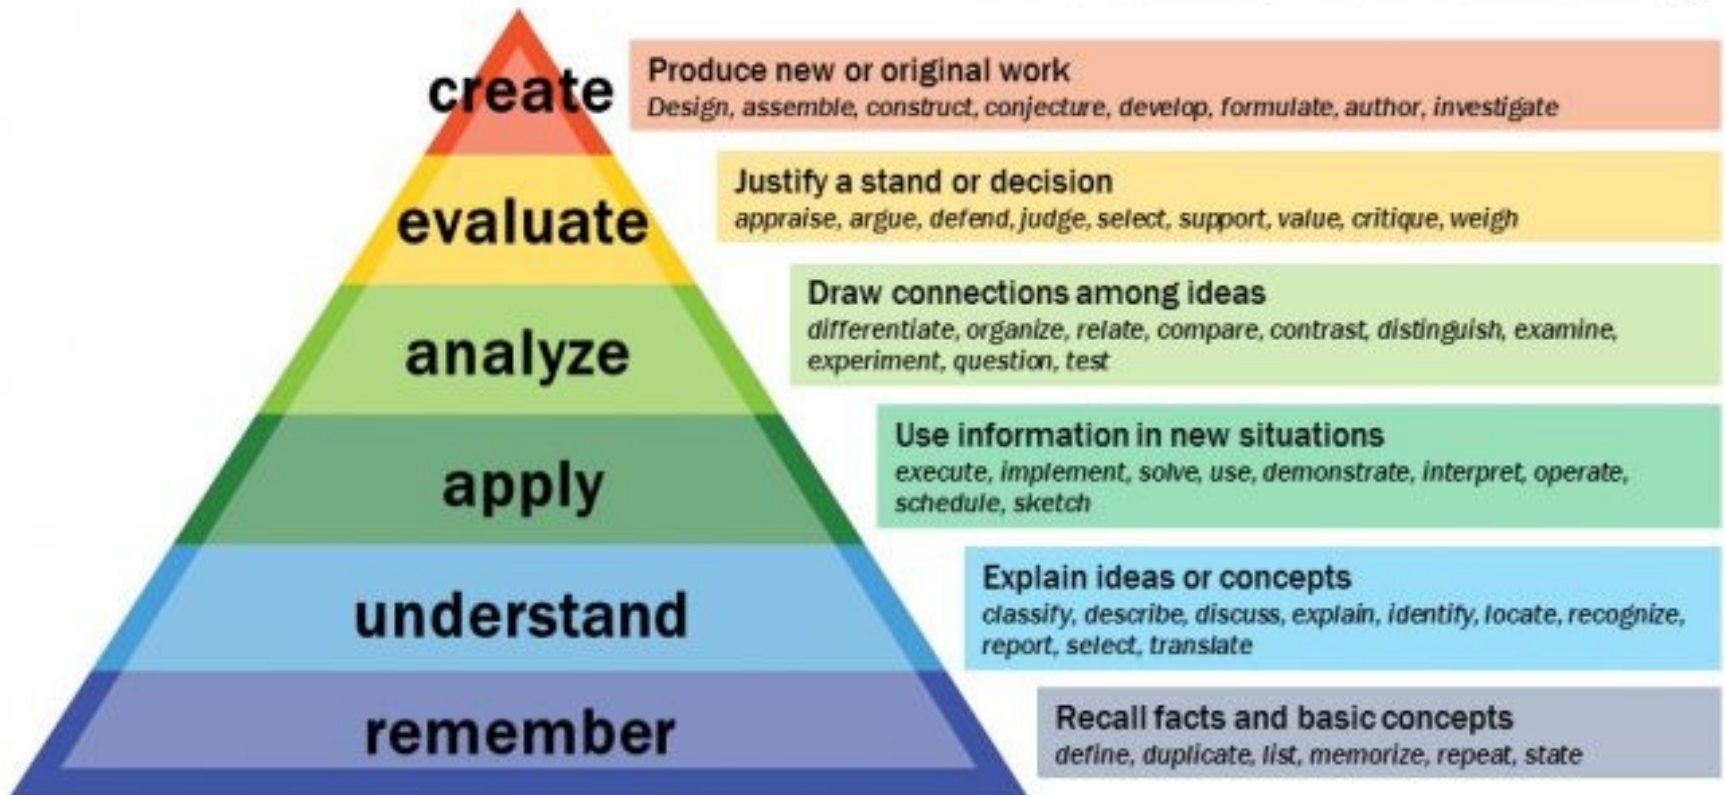 create
Produce new or original work
Design, assemble, construct, conjecture, develop, formulate, author, investigate
evaluate
Justify a stand or decision
appraise, argue, defend, judge, select, support, value, critique, weigh
analyze
Draw connections among ideas
differentiate, organize, relate, compare, contrast, distinguish, examine,
experiment, question, test
apply
Use information in new situations
execute, implement, solve, use, demonstrate, interpret, operate,
schedule, sketch
understand
Explain ideas or concepts
classify, describe, discuss, explain, identify, locate, recognize,
report, select, translate
remember
Recall facts and basic concepts
define, duplicate, list, memorize, repeat, state